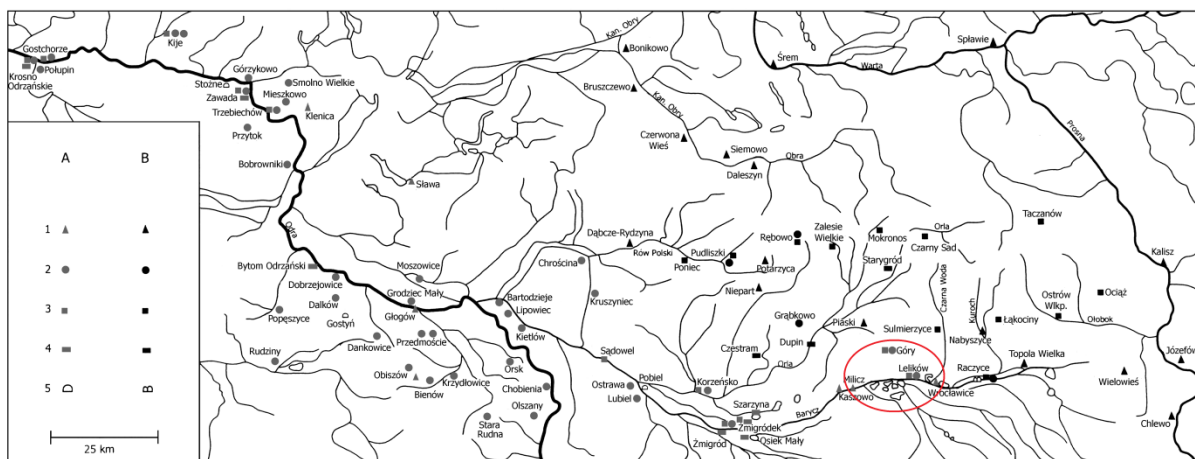 Gostchorze
Krosno
Odrzańskie
Połupin
Kije
Górzykowo
Stożne
Zawada
Smolno Wielkie
Mieszkowo
Trzebiechów
Klenica
Przytok
Bobrowniki
Sława
Odra
Bytom Odrzański
Dobrzejowice
Popęszyce
Dalków
Gostyń
Rudziny
Dankowice
Moszowice
Grodziec Mały
Głogów
Przedmoście
Obiszów
Bienów
Krzydłowice
Bartodzieje
Lipowiec
Kietlów
Orsk
Chobienia
Olszany
Stara
Rudna
Chróścina
Kruszyniec
Sądowel
Ostrawa
Lubiel
Pobiel
Korzeńsko
Szarzyna
Żmigródek
Żmigród
Osiek Mały
Barycz
Kan. Obry
Bonikowo
Bruszczewo
Kan. Obry
Czerwona
Wieś
Siemowo
Daleszyn
Obra
Śrem
Warta
Spławie
Prosna
Dąbcze-Rydzyna
Rów Polski
Poniec
Pudliszki
Potarzyca
Rębowo
Niepart
Zalesie
Wielkie
Mokronos
Starygród
Czarny Sad
Orla
Taczanów
Kalisz
Grąbkowo
Czestram
Dupin
Orla
Piaski
Sulmierzyce
Czarna Woda
Kuroch
Nabyszyce
Łąkociny
Ostrów
Wlkp.
Ociąż
Ołobok
Józefów
Góry
Lelików
Milicz
Kaszowo
Wrocławice
Raczyce
Topola Wielka
Wielowieś
Chlewo
A B
1
2
3
4
5 D B
25 km